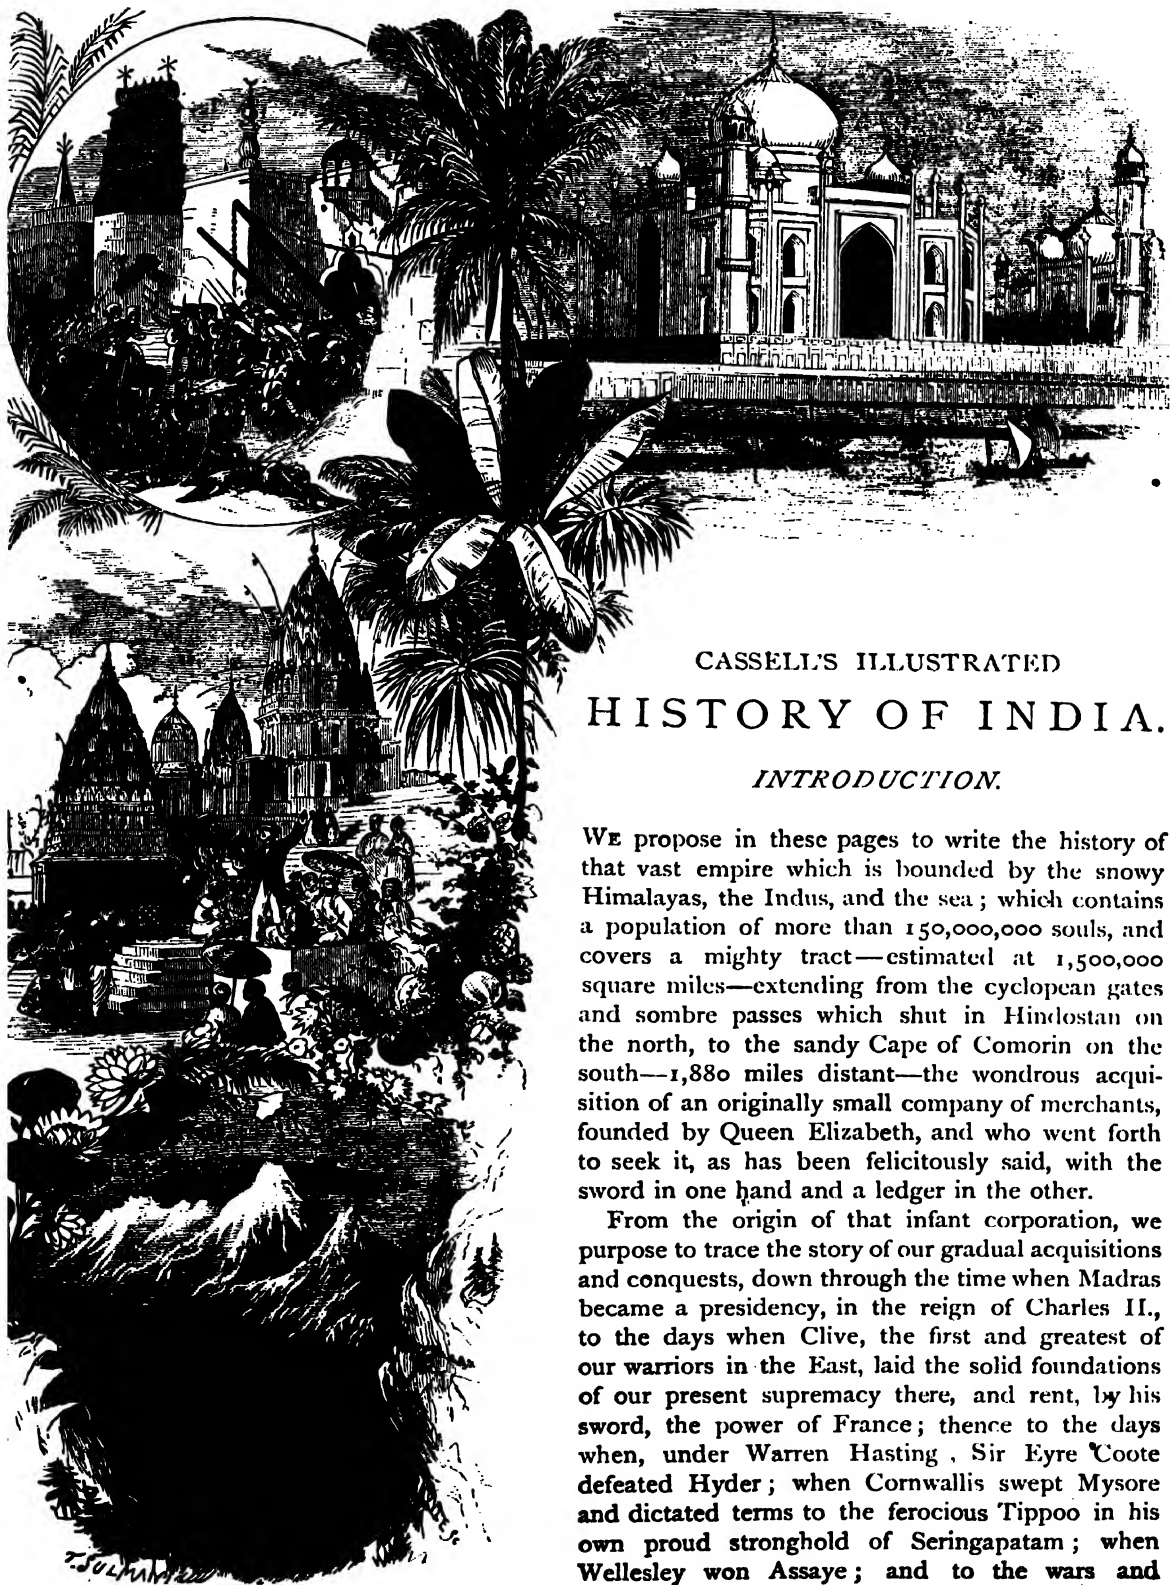 CASSELL'S ILLUSTRATED
HISTORY OF INDIA.
INTRODUCTION.
WE propose in these pages to write the history of
that vast empire which is bounded by the snowy
Himalayas, the Indus, and the sea; which contains
a population of more than 150,000,000 souls, and
covers a mighty tract—estimated at 1,500,000
square miles—extending from the cyclopean gates
and sombre passes which shut in Hindostan on
the north, to the sandy Cape of Comorin on the
south—1,880 miles distant—the wondrous acqui-
sition of an originally small company of merchants,
founded by Queen Elizabeth, and who went forth
to seek it, as has been felicitously said, with the
sword in one hand and a ledger in the other.
From the origin of that infant corporation, we
purpose to trace the story of our gradual acquisitions
and conquests, down through the time when Madras
became a presidency, in the reign of Charles II.,
to the days when Clive, the first and greatest of
our warriors in the East, laid the solid foundations
of our present supremacy there, and rent, by his
sword, the power of France; thence to the days
when, under Warren Hasting , Sir Eyre Coote
defeated Hyder; when Cornwallis swept Mysore
and dictated terms to the ferocious Tippoo in his
own proud stronghold of Seringapatam; when
Wellesley won Assaye; and to the wars and